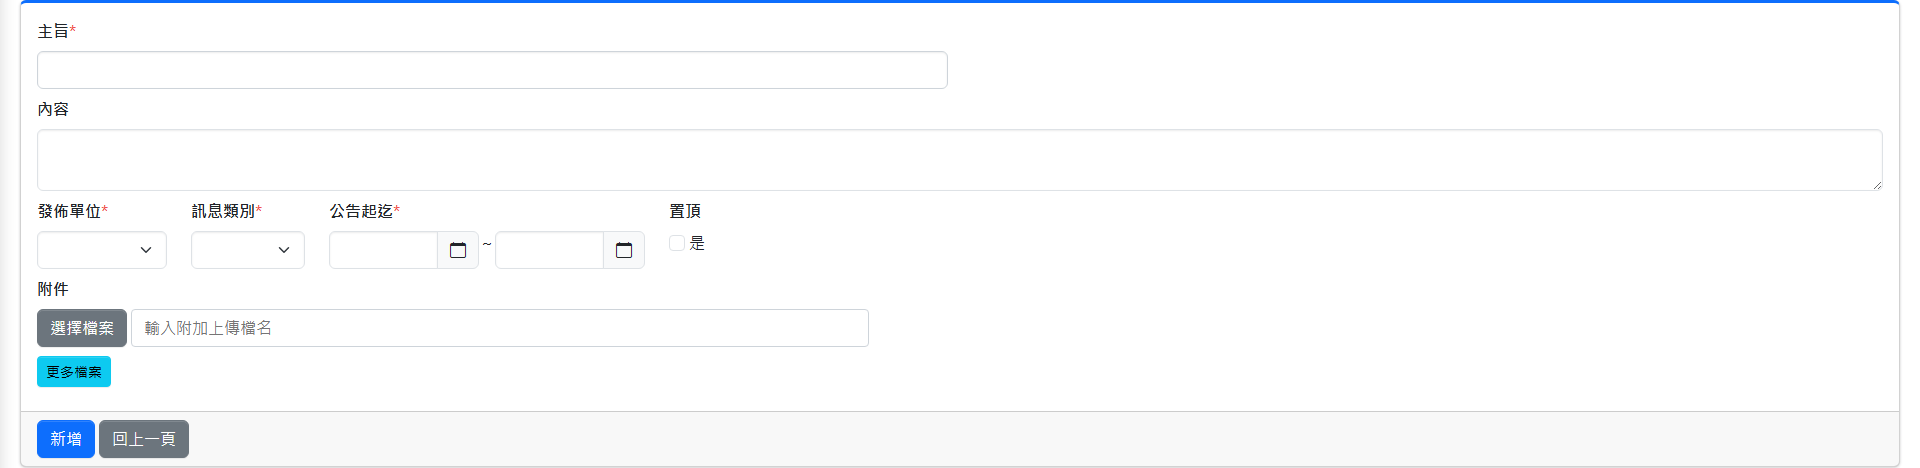 主旨*
內容
發佈單位* 訊息類別* 公告起迄* 置頂
~ 是
附件
選擇檔案 輸入附加上傳檔名
更多檔案
新增 回上一頁